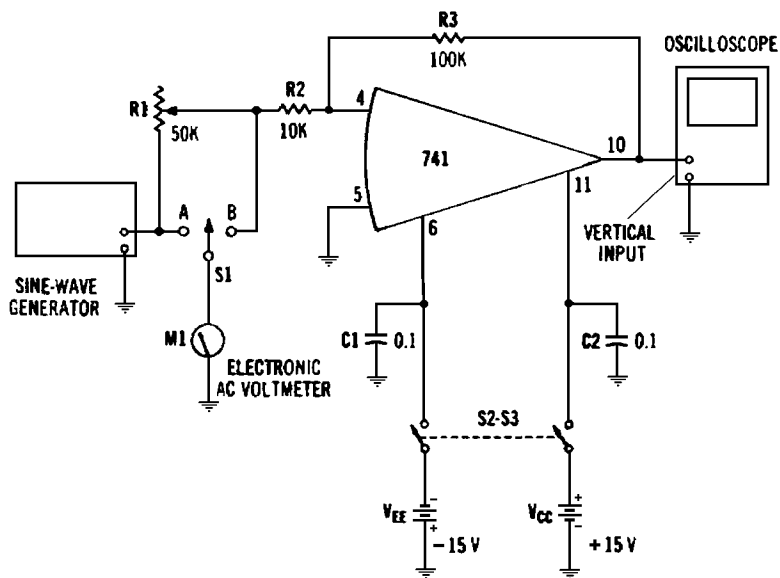 R3
100K
OSCILLOSCOPE
R1
50K
R2
10K
4
741
10
11
5
6
VERTICAL
INPUT
A
B
S1
SINE-WAVE
GENERATOR
M1
ELECTRONIC
AC VOLTMETER
C1
0.1
C2
0.1
S2-S3
VEE
-
+
-15 V
VCC
+
-
+15 V